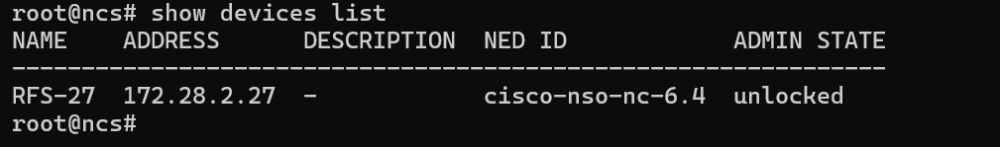 root@ncs# show devices list
NAME    ADDRESS      DESCRIPTION  NED ID            ADMIN STATE
---------------------------------------------------------------
RFS-27  172.28.2.27  -            cisco-nso-nc-6.4  unlocked
root@ncs#